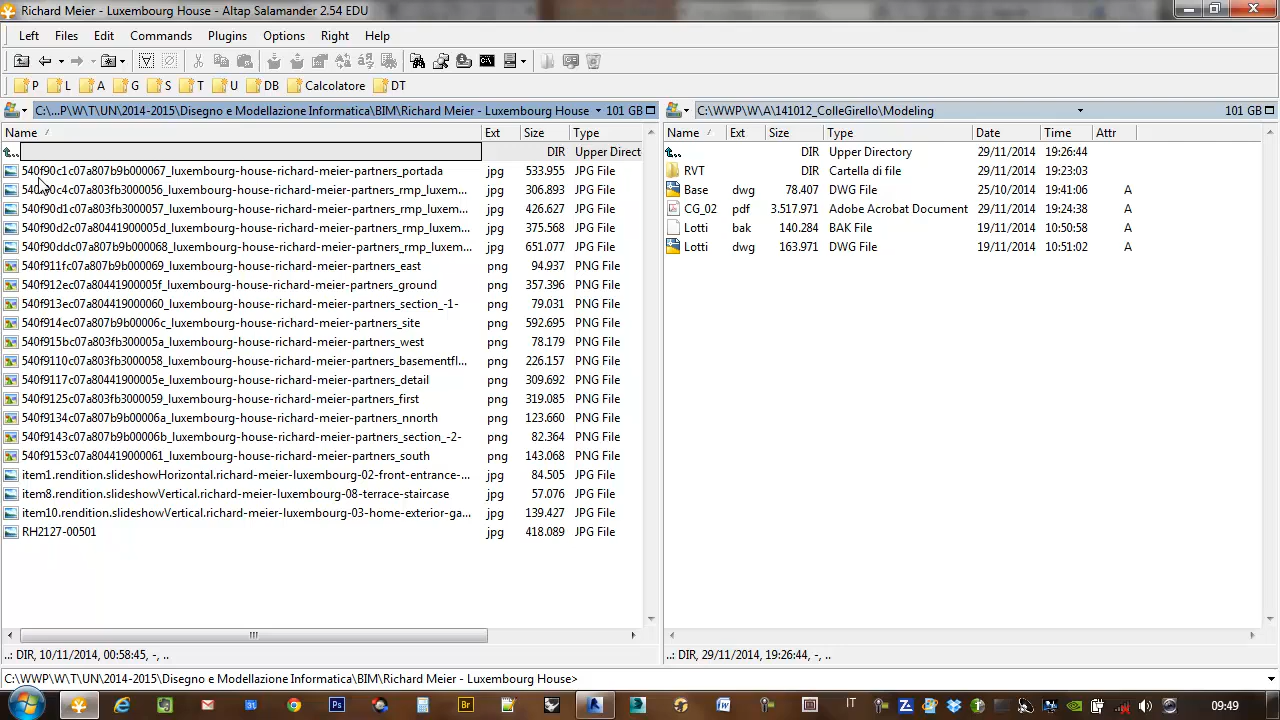 Richard Meier - Luxembourg House - Altap Salamander 2.54 EDU
Left Files Edit Commands Plugins Options Right Help
P L A G S T U DB Calcolatore DT
C:\...P\W\T\UN\2014-2015\Disegno e Modellazione Informatica\BIM\Richard Meier - Luxembourg House 101 GB
Name Ext Size Type
.. DIR Upper Direct
540f90c1c07a807b9b000067_luxembourg-house-richard-meier-partners_portada jpg 533.955 JPG File
0c4c07a803fb3000056_luxembourg-house-richard-meier-partners_rmp_luxem... jpg 306.893 JPG File
540f90d1c07a803fb3000057_luxembourg-house-richard-meier-partners_rmp_luxem... jpg 426.627 JPG File
540f90d2c07a80441900005d_luxembourg-house-richard-meier-partners_rmp_luxem... jpg 375.568 JPG File
540f90ddc07a807b9b000068_luxembourg-house-richard-meier-partners_rmp_luxem... jpg 651.077 JPG File
540f911fc07a807b9b000069_luxembourg-house-richard-meier-partners_east png 94.937 PNG File
540f912ec07a80441900005f_luxembourg-house-richard-meier-partners_ground png 357.396 PNG File
540f913ec07a804419000060_luxembourg-house-richard-meier-partners_section_-1- png 79.031 PNG File
540f914ec07a807b9b00006c_luxembourg-house-richard-meier-partners_site png 592.695 PNG File
540f915bc07a803fb300005a_luxembourg-house-richard-meier-partners_west png 78.179 PNG File
540f9110c07a803fb3000058_luxembourg-house-richard-meier-partners_basementfl... png 226.157 PNG File
540f9117c07a80441900005e_luxembourg-house-richard-meier-partners_detail png 309.692 PNG File
540f9125c07a803fb3000059_luxembourg-house-richard-meier-partners_first png 319.085 PNG File
540f9134c07a807b9b00006a_luxembourg-house-richard-meier-partners_nnorth png 123.660 PNG File
540f9143c07a807b9b00006b_luxembourg-house-richard-meier-partners_section_-2- png 82.364 PNG File
540f9153c07a804419000061_luxembourg-house-richard-meier-partners_south png 143.068 PNG File
item1.rendition.slideshowHorizontal.richard-meier-luxembourg-02-front-entrance-... jpg 84.505 JPG File
item8.rendition.slideshowVertical.richard-meier-luxembourg-08-terrace-staircase jpg 57.076 JPG File
item10.rendition.slideshowVertical.richard-meier-luxembourg-03-home-exterior-ga... jpg 139.427 JPG File
RH2127-00501 jpg 418.089 JPG File
..: DIR, 10/11/2014, 00:58:45, -, ..
C:\WWP\W\A\141012_ColleGirello\Modeling 101 GB
Name Ext Size Type Date Time Attr
.. DIR Upper Directory 29/11/2014 19:26:44
RVT DIR Cartella di file 29/11/2014 19:23:03
Base dwg 78.407 DWG File 25/10/2014 19:41:06 A
CG_02 pdf 3.517.971 Adobe Acrobat Document 29/11/2014 19:24:38 A
Lotti bak 140.284 BAK File 19/11/2014 10:50:58 A
Lotti dwg 163.971 DWG File 19/11/2014 10:51:02 A
..: DIR, 29/11/2014, 19:26:44, -, ..
C:\WWP\W\T\UN\2014-2015\Disegno e Modellazione Informatica\BIM\Richard Meier - Luxembourg House>
IT 09:49